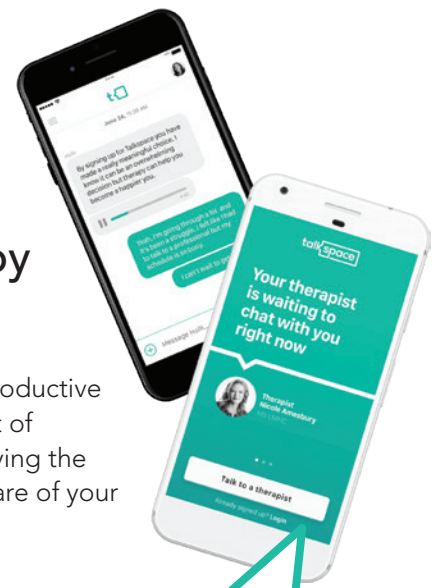 June 24, 11:28 AM
Hello
By signing up for Talkspace you have
made a really meaningful choice. I
know it can be an overwhelming
decision but therapy can help you
become a happier you.
Yeah, I'm going through a lot, and
it's been a struggle. I felt like I had
to talk to a professional but my
schedule is so busy.
I can't wait to
Message
talkspace
Your therapist
is waiting to
chat with you
right now
Therapist
Nicole Amesbury
MS LMHC
Talk to a therapist
Already signed up? Login
oductive
of
ving the
are of your